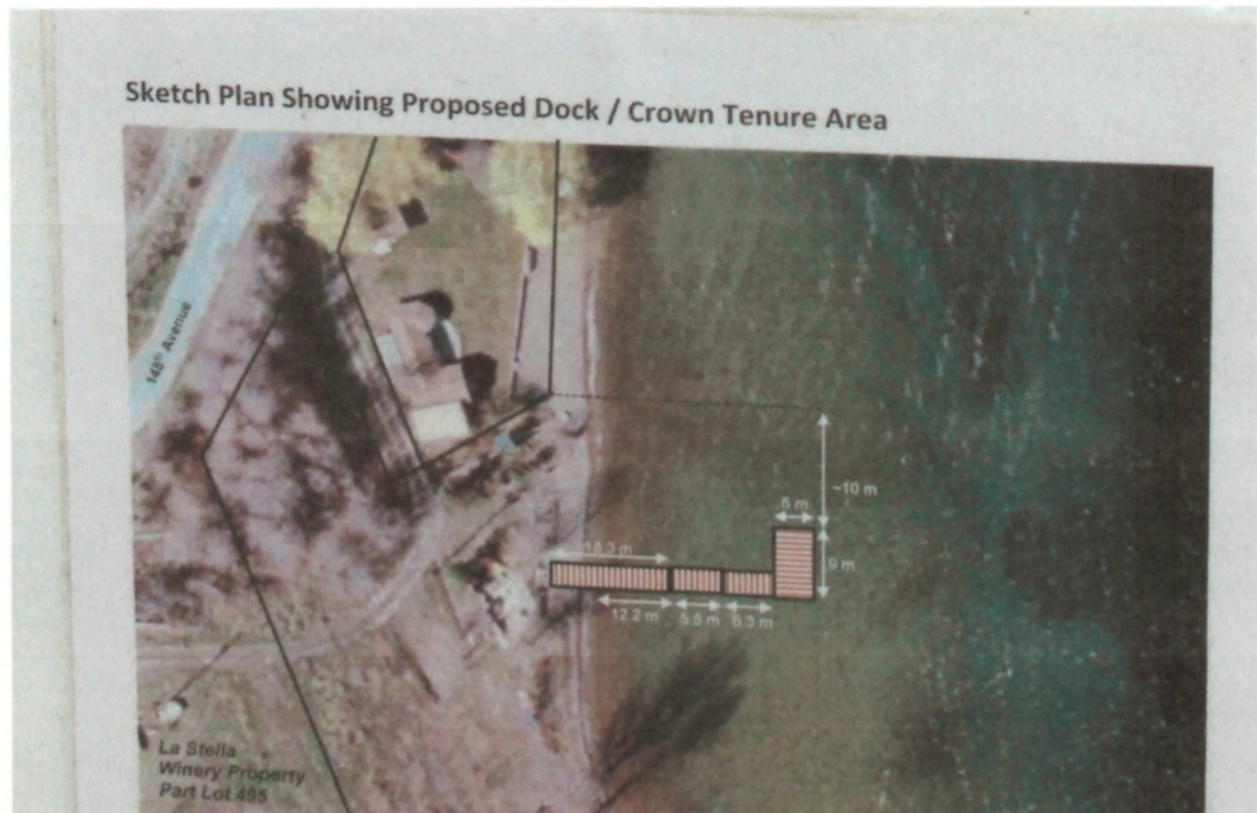 Sketch Plan Showing Proposed Dock / Crown Tenure Area
148th Avenue
~10 m
5 m
18.3 m
9 m
12.2 m
5.5 m
6.3 m
La Stella
Winery Property
Part Lot 495